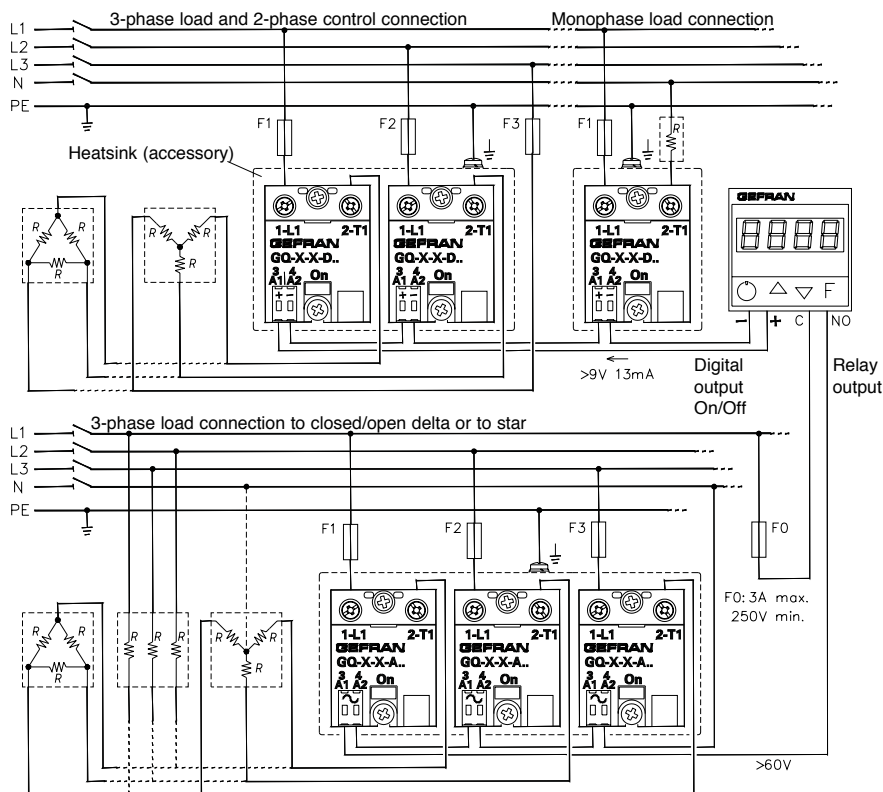 3-phase load and 2-phase control connection
Monophase load connection
L1
L2
L3
N
PE
F1
F2
F3
F1
R
Heatsink (accessory)
R R
R
R R
R
1-L1 2-T1
GEFRAN
GQ-X-X-D..
3 4
A1 A2 On
+ -
1-L1 2-T1
GEFRAN
GQ-X-X-D..
3 4
A1 A2 On
+ -
1-L1 2-T1
GEFRAN
GQ-X-X-D..
3 4
A1 A2 On
+ -
GEFRAN
8888
F
- + C NO
>9V 13mA
Digital
output
On/Off
Relay
output
3-phase load connection to closed/open delta or to star
L1
L2
L3
N
PE
F1
F2
F3
F0
F0: 3A max.
250V min.
R R
R
R R R
R R
R
1-L1 2-T1
GEFRAN
GQ-X-X-A..
3 4
A1 A2 On
1-L1 2-T1
GEFRAN
GQ-X-X-A..
3 4
A1 A2 On
1-L1 2-T1
GEFRAN
GQ-X-X-A..
3 4
A1 A2 On
>60V